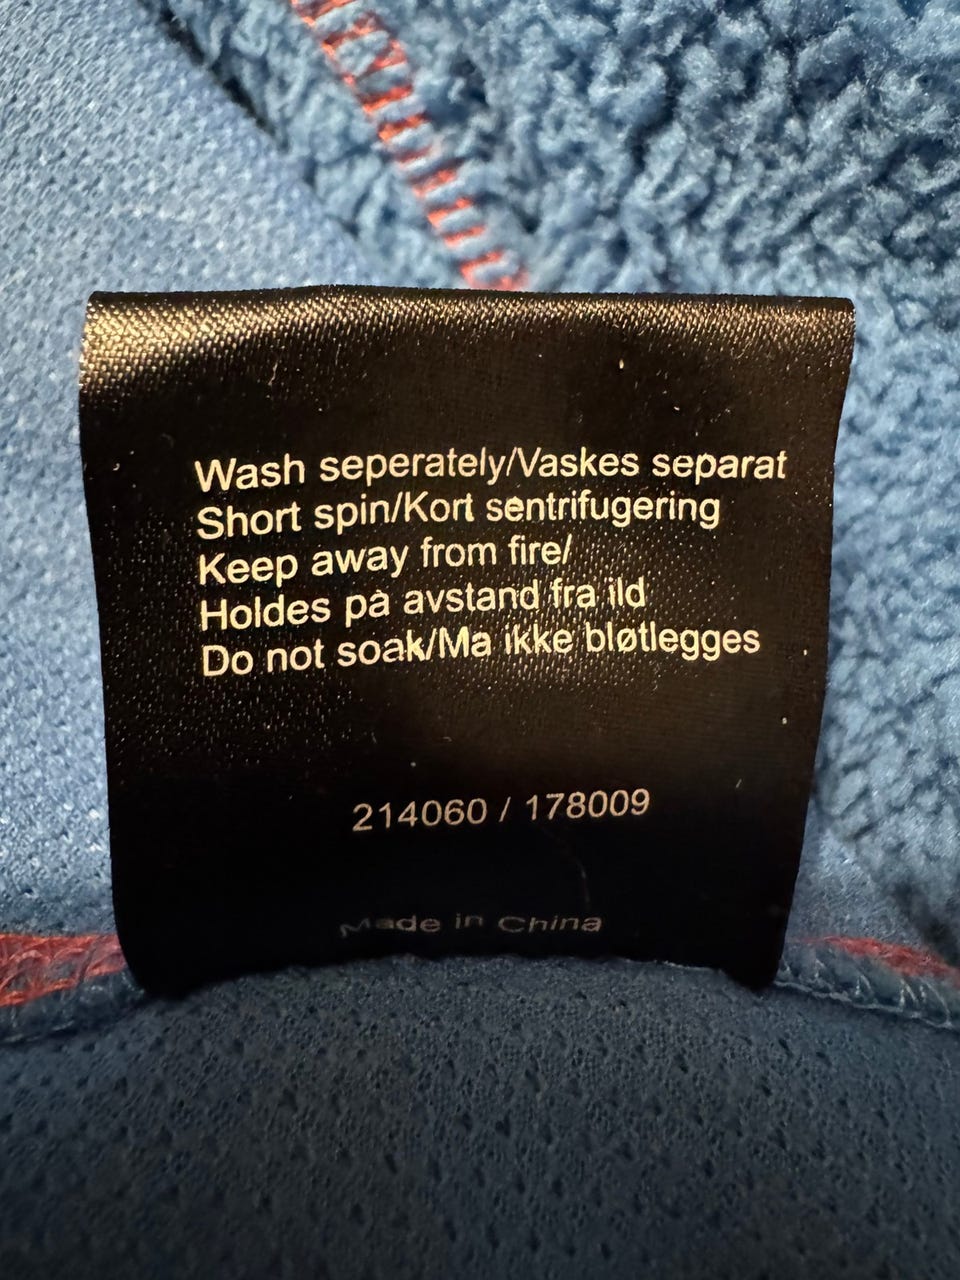 Wash seperately/Vaskes separat
Short spin/Kort sentrifugering
Keep away from fire/
Holdes på avstand fra ild
Do not soak/Ma ikke bløtlegges
214060 / 178009
Made in China